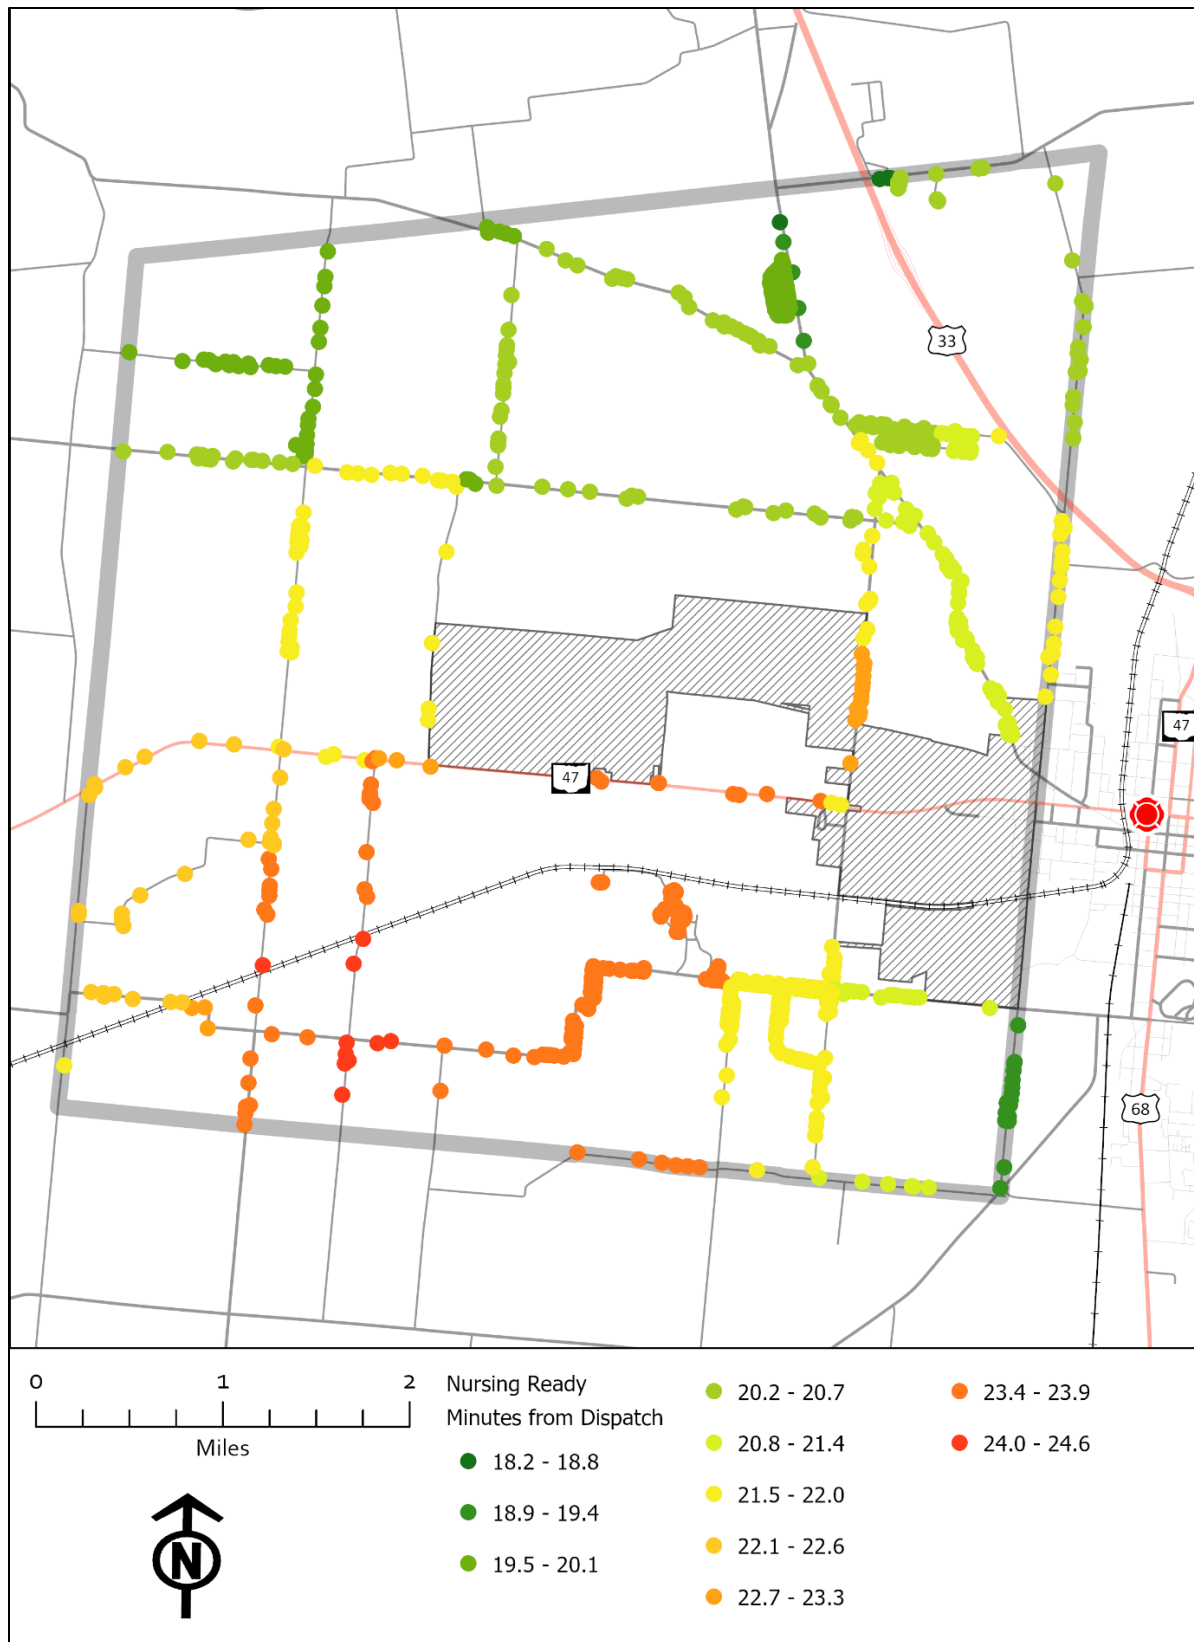 33
47
47
68
0 1 2
Miles
N
Nursing Ready
Minutes from Dispatch
18.2 - 18.8
18.9 - 19.4
19.5 - 20.1
20.2 - 20.7
20.8 - 21.4
21.5 - 22.0
22.1 - 22.6
22.7 - 23.3
23.4 - 23.9
24.0 - 24.6